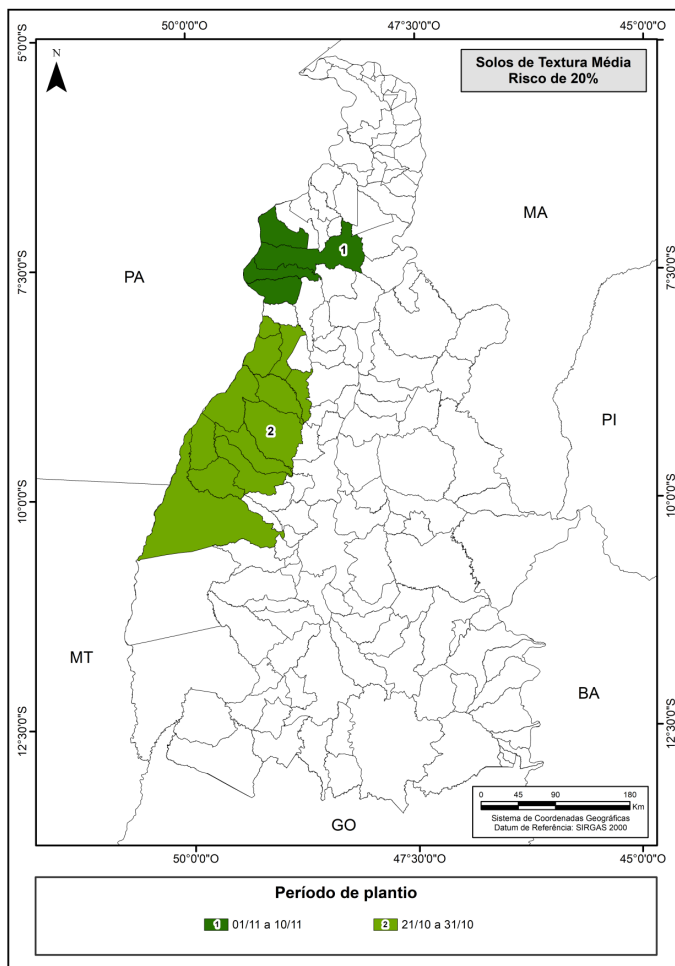 50°0'0"O 47°30'0"O 45°0'0"O
5°0'0"S
N
Solos de Textura Média
Risco de 20%
MA
1
PA
7°30'0"S 7°30'0"S
PI
2
10°0'0"S 10°0'0"S
MT
BA
12°30'0"S 12°30'0"S
0 45 90 180
Km
Sistema de Coordenadas Geográficas
Datum de Referência: SIRGAS 2000
GO
50°0'0"O 47°30'0"O 45°0'0"O
Período de plantio
1 01/11 a 10/11 2 21/10 a 31/10